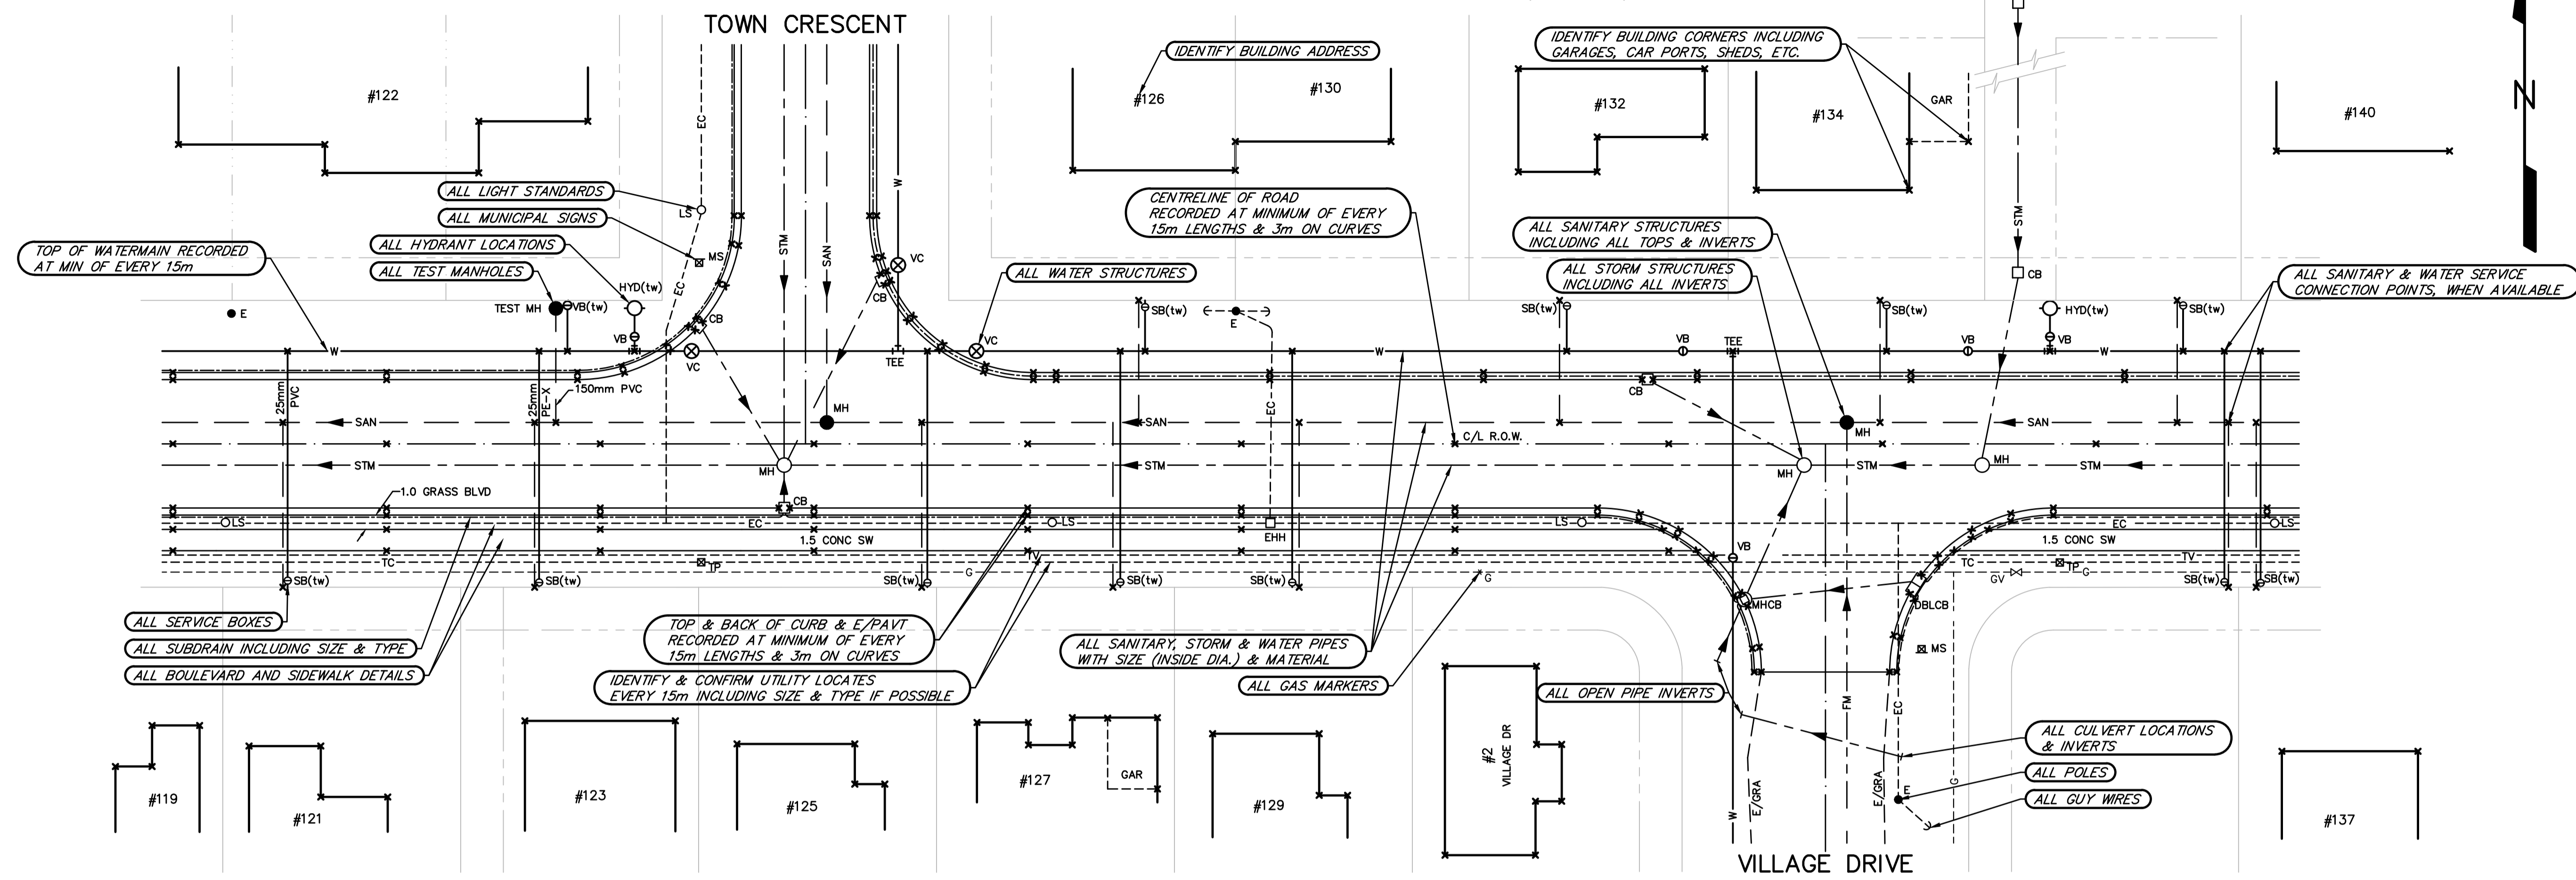 TOWN CRESCENT
IDENTIFY BUILDING ADDRESS
IDENTIFY BUILDING CORNERS INCLUDING
GARAGES, CAR PORTS, SHEDS, ETC.
N
#122
#126
#130
#132
#134
GAR
#140
EC
STM
SAN
W
STM
ALL LIGHT STANDARDS
LS
ALL MUNICIPAL SIGNS
MS
ALL HYDRANT LOCATIONS
ALL TEST MANHOLES
TOP OF WATERMAIN RECORDED
AT MIN OF EVERY 15m
CENTRELINE OF ROAD
RECORDED AT MINIMUM OF EVERY
15m LENGTHS & 3m ON CURVES
ALL SANITARY STRUCTURES
INCLUDING ALL TOPS & INVERTS
ALL STORM STRUCTURES
INCLUDING ALL INVERTS
ALL WATER STRUCTURES
ALL SANITARY & WATER SERVICE
CONNECTION POINTS, WHEN AVAILABLE
E
TEST MH
VB(tw)
HYD(tw)
EC
CB
CB
VC
SB(tw)
E
SB(tw)
SB(tw)
CB
HYD(tw)
SB(tw)
W
VB
VC
TEE
VC
W
VB
TEE
VB
VB
W
25mm
PVC
25mm
PE-X
150mm PVC
EC
CB
SAN
MH
SAN
C/L R.O.W.
MH
SAN
STM
MH
STM
MH
STM
MH
STM
1.0 GRASS BLVD
LS
EC
CB
LS
EHH
LS
EC
LS
1.5 CONC SW
1.5 CONC SW
TC
TP
TV
G
G
VB
TC
TV
TP
GV
G
SB(tw)
SB(tw)
SB(tw)
SB(tw)
SB(tw)
SB(tw)
SB(tw)
MHCB
DBLCB
MS
ALL SERVICE BOXES
ALL SUBDRAIN INCLUDING SIZE & TYPE
ALL BOULEVARD AND SIDEWALK DETAILS
TOP & BACK OF CURB & E/PAVT
RECORDED AT MINIMUM OF EVERY
15m LENGTHS & 3m ON CURVES
IDENTIFY & CONFIRM UTILITY LOCATES
EVERY 15m INCLUDING SIZE & TYPE IF POSSIBLE
ALL SANITARY, STORM & WATER PIPES
WITH SIZE (INSIDE DIA.) & MATERIAL
ALL GAS MARKERS
ALL OPEN PIPE INVERTS
ALL CULVERT LOCATIONS
& INVERTS
ALL POLES
ALL GUY WIRES
FM
EC
E/GRA
E/GRA
W
G
E
#119
#121
#123
#125
#127
GAR
#129
#2
VILLAGE DR
#137
VILLAGE DRIVE